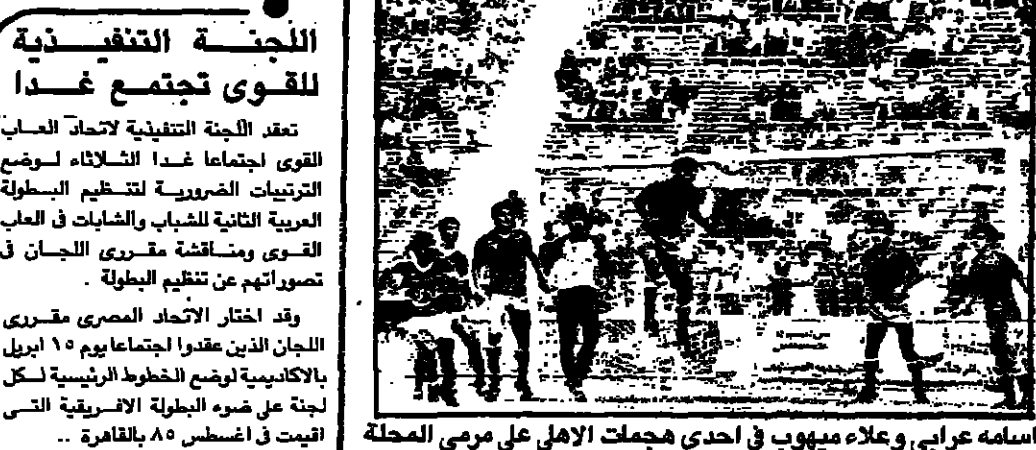 اللجنة التنفيذية
للقوى تجتمع غدا
تعقد اللجنة التنفيذية لاتحاد العاب
القوى اجتماعا غدا الثلاثاء لوضع
الترتيبات الضرورية لتنظيم البطولة
العربية الثانية للشباب والشابات فى العاب
القوى ومناقشة مقررى اللجان فى
تصوراتهم عن تنظيم البطولة .
وقد اختار الاتحاد المصرى مقررى
اللجان الذين عقدوا اجتماعا يوم ١٥ ابريل
بالاكاديمية لوضع الخطوط الرئيسية لكل
لجنة على ضوء البطولة الافريقية التى
اقيمت فى اغسطس ٨٥ بالقاهرة ..
اسامه عرابى وعلاء ميهوب فى احدى هجمات الاهلى على مرمى المحلة